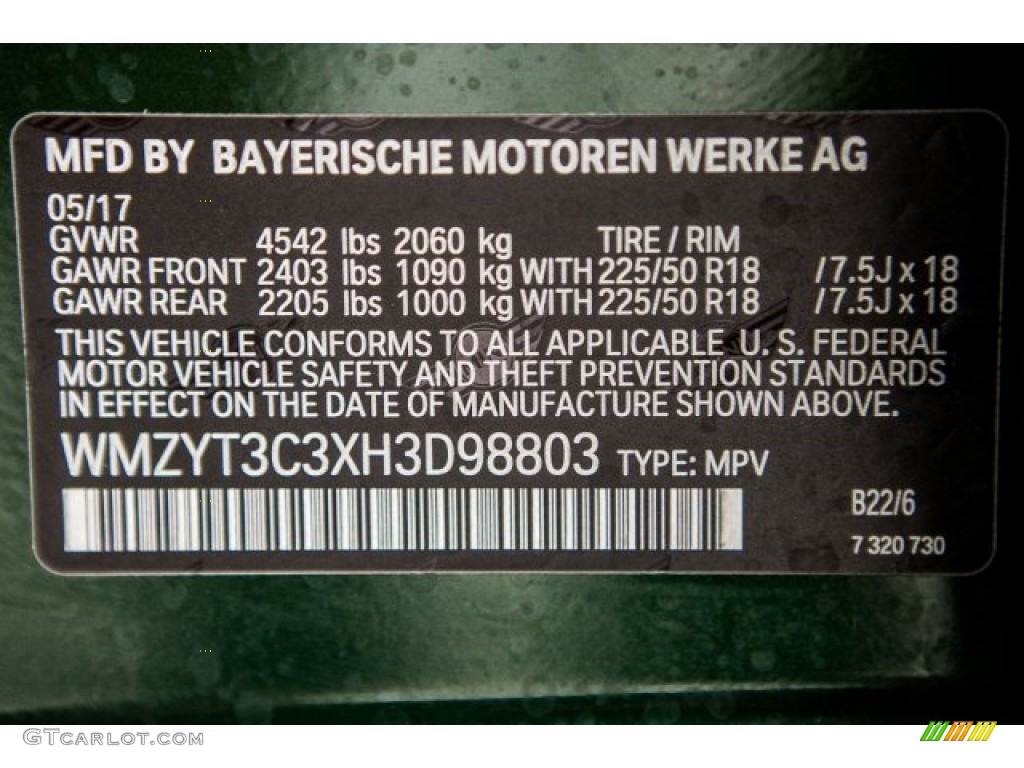 MFD BY BAYERISCHE MOTOREN WERKE AG
05/17
GVWR 4542 lbs 2060 kg TIRE / RIM
GAWR FRONT 2403 lbs 1090 kg WITH 225/50 R18 / 7.5J x 18
GAWR REAR 2205 lbs 1000 kg WITH 225/50 R18 / 7.5J x 18
THIS VEHICLE CONFORMS TO ALL APPLICABLE U. S. FEDERAL
MOTOR VEHICLE SAFETY AND THEFT PREVENTION STANDARDS
IN EFFECT ON THE DATE OF MANUFACTURE SHOWN ABOVE.
WMZYT3C3XH3D98803 TYPE: MPV
B22/6
7 320 730
GTcarlot.com